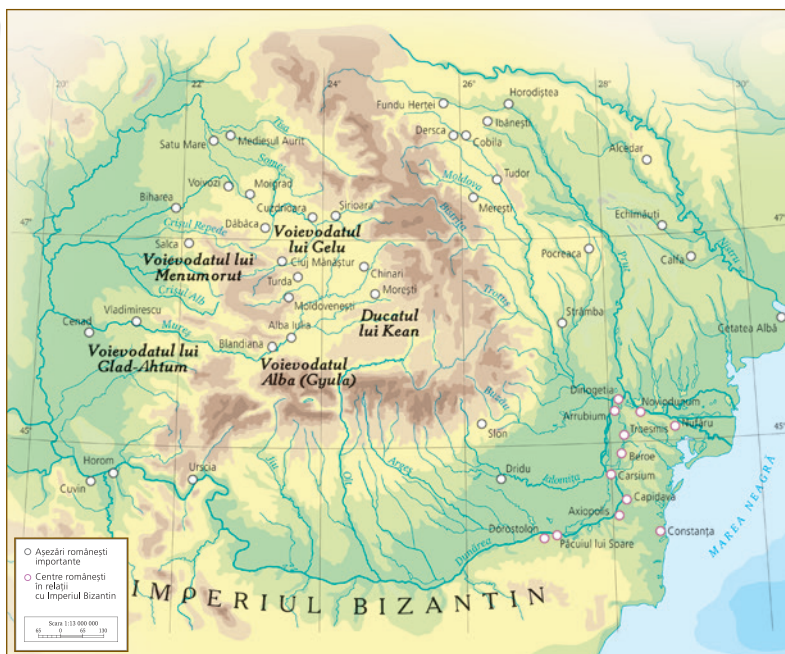 20°
22°
24°
26°
28°
30°
Fundu Herței
Horodiștea
Ibănești
Dersca
Cobîla
Alcedar
Tisa
Mediesul Aurit
Satu Mare
Someș
Moldova
Tudor
Voivozi
Moigrad
Merești
Biharea
Cuzdrioara
Șirioara
Bistrița
Echimăuți
47°
Dăbâca
Crișul Repede
Voievodatul
lui Gelu
47°
Salca
Voievodatul lui
Menumorut
Cluj Mănăștur
Pocreaca
Prut
Calfa
Nistru
Chinari
Turda
Trotuș
Crișul Alb
Moldovenești
Morești
Ducatul
lui Kean
Vladimirescu
Cenad
Mureș
Alba Iulia
Strâmba
Cetatea Albă
Blandiana
Voievodatul lui
Glad-Ahtum
Voievodatul
Alba (Gyula)
Dinogetia
Noviodunum
Buzău
Arrubium
Nufăru
45°
Slon
Troesmis
45°
Beroe
Horom
Cuvin
Urscia
Jiu
Olt
Argeș
Dridu
Ialomița
Carsium
Capidava
Axiopolis
Dorostolon
Păcuiul lui Soare
Constanța
Dunărea
MAREA NEAGRĂ
IMPERIUL BIZANTIN
Așezări românești
importante
Centre românești
în relații
cu Imperiul Bizantin
Scara 1:13 000 000
65 0 65 130